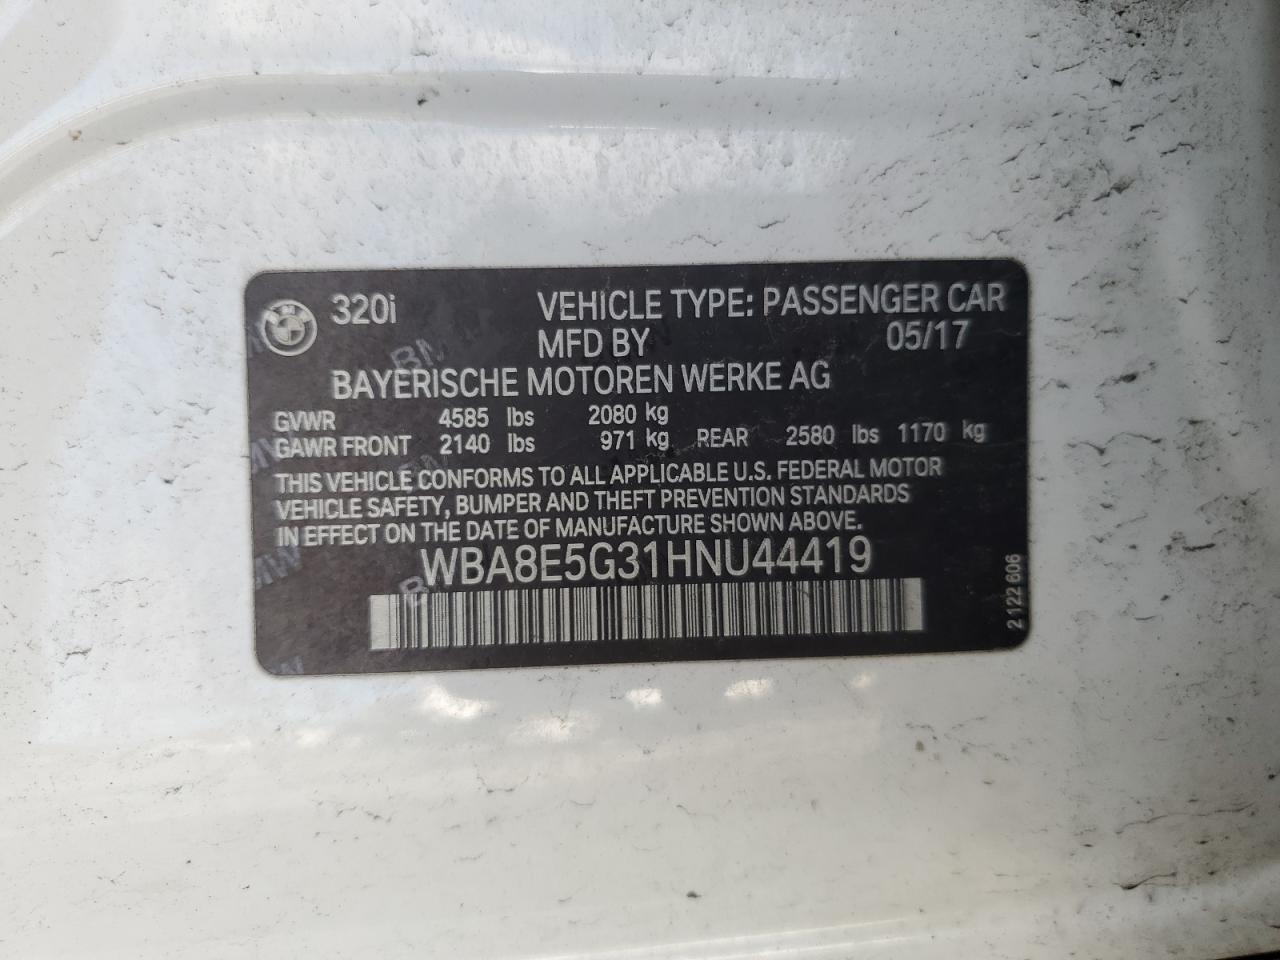 320i VEHICLE TYPE: PASSENGER CAR
MFD BY 05/17
BAYERISCHE MOTOREN WERKE AG
GVWR 4585 lbs 2080 kg
GAWR FRONT 2140 lbs 971 kg REAR 2580 lbs 1170 kg
THIS VEHICLE CONFORMS TO ALL APPLICABLE U.S. FEDERAL MOTOR
VEHICLE SAFETY, BUMPER AND THEFT PREVENTION STANDARDS
IN EFFECT ON THE DATE OF MANUFACTURE SHOWN ABOVE.
WBA8E5G31HNU44419
2 122 606
BMW
BMW
BMW